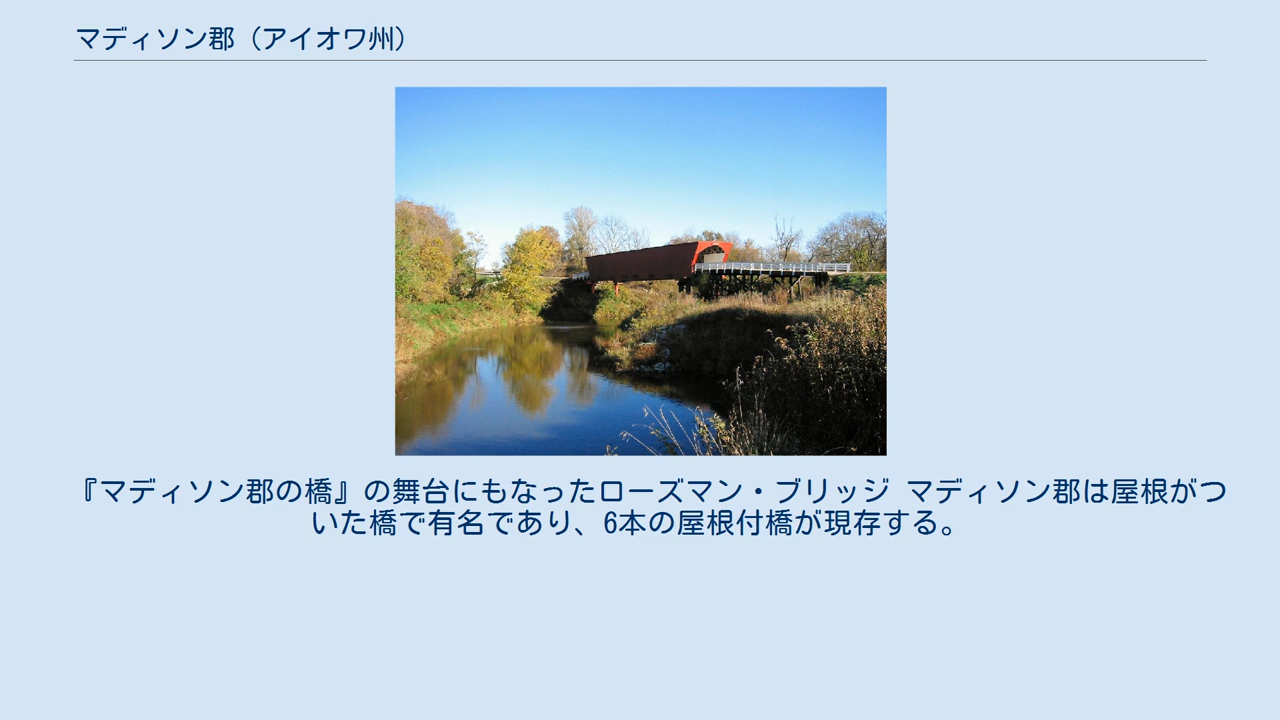 マディソン郡（アイオワ州）
『マディソン郡の橋』の舞台にもなったローズマン・ブリッジ マディソン郡は屋根がつ
いた橋で有名であり、6本の屋根付橋が現存する。